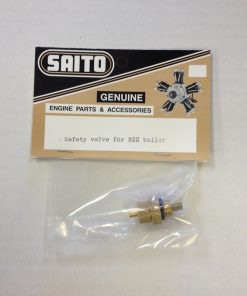 SAITO
GENUINE
ENGINE PARTS & ACCESSORIES
Safety valve for B2C boiler